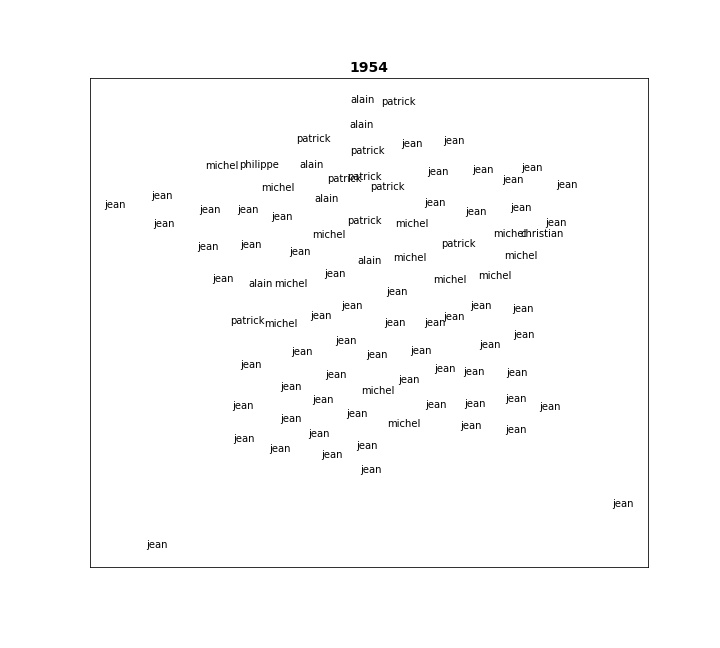 1954
alain patrick
alain
patrick
jean jean
patrick
michel philippe alain jean
jean jean
patrick patrick jean
michel patrick jean
jean alain
jean jean
jean jean jean jean jean
jean patrick michel jean
michel michel christian
jean jean patrick
jean michel
alain michel
jean michel
jean alain michel michel
jean
jean jean jean
patrick michel jean jean jean jean
jean
jean jean
jean jean jean
jean jean jean jean
jean jean
jean michel
jean jean
jean jean jean jean
jean jean
michel jean
jean jean
jean jean
jean jean
jean
jean
jean